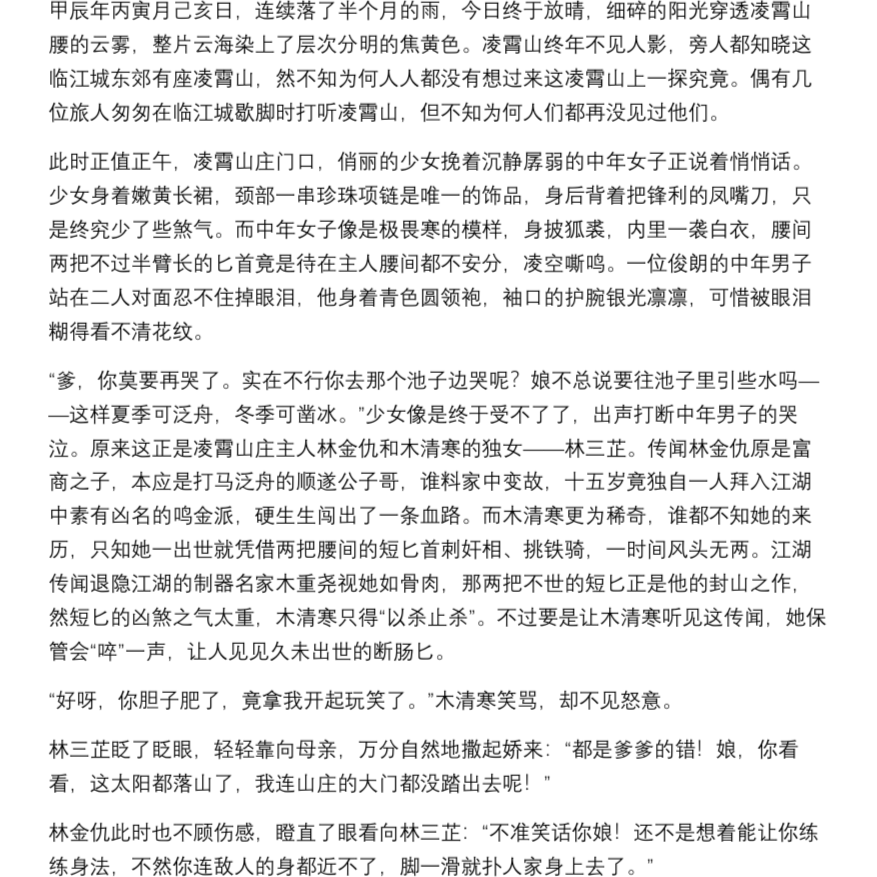 甲辰年丙寅月己亥日，连续落了半个月的雨，今日终于放晴，细碎的阳光穿透凌霄山
腰的云雾，整片云海染上了层次分明的焦黄色。凌霄山终年不见人影，旁人都知晓这
临江城东郊有座凌霄山，然不知为何人人都没有想过来这凌霄山上一探究竟。偶有几
位旅人匆匆在临江城歇脚时打听凌霄山，但不知为何人们都再没见过他们。
此时正值正午，凌霄山庄门口，俏丽的少女挽着沉静孱弱的中年女子正说着悄悄话。
少女身着嫩黄长裙，颈部一串珍珠项链是唯一的饰品，身后背着把锋利的凤嘴刀，只
是终究少了些煞气。而中年女子像是极畏寒的模样，身披狐裘，内里一袭白衣，腰间
两把不过半臂长的匕首竟是待在主人腰间都不安分，凌空嘶鸣。一位俊朗的中年男子
站在二人对面忍不住掉眼泪，他身着青色圆领袍，袖口的护腕银光凛凛，可惜被眼泪
糊得看不清花纹。
“爹，你莫要再哭了。实在不行你去那个池子边哭呢？娘不总说要往池子里引些水吗—
—这样夏季可泛舟，冬季可凿冰。”少女像是终于受不了了，出声打断中年男子的哭
泣。原来这正是凌霄山庄主人林金仇和木清寒的独女——林三芷。传闻林金仇原是富
商之子，本应是打马泛舟的顺遂公子哥，谁料家中变故，十五岁竟独自一人拜入江湖
中素有凶名的鸣金派，硬生生闯出了一条血路。而木清寒更为稀奇，谁都不知她的来
历，只知她一出世就凭借两把腰间的短匕首刺奸相、挑铁骑，一时间风头无两。江湖
传闻退隐江湖的制器名家木重尧视她如骨肉，那两把不世的短匕正是他的封山之作，
然短匕的凶煞之气太重，木清寒只得“以杀止杀”。不过要是让木清寒听见这传闻，她保
管会“啐”一声，让人见见久未出世的断肠匕。
“好呀，你胆子肥了，竟拿我开起玩笑了。”木清寒笑骂，却不见怒意。
林三芷眨了眨眼，轻轻靠向母亲，万分自然地撒起娇来：“都是爹爹的错！娘，你看
看，这太阳都落山了，我连山庄的大门都没踏出去呢！”
林金仇此时也不顾伤感，瞪直了眼看向林三芷：“不准笑话你娘！还不是想着能让你练
练身法，不然你连敌人的身都近不了，脚一滑就扑人家身上去了。”